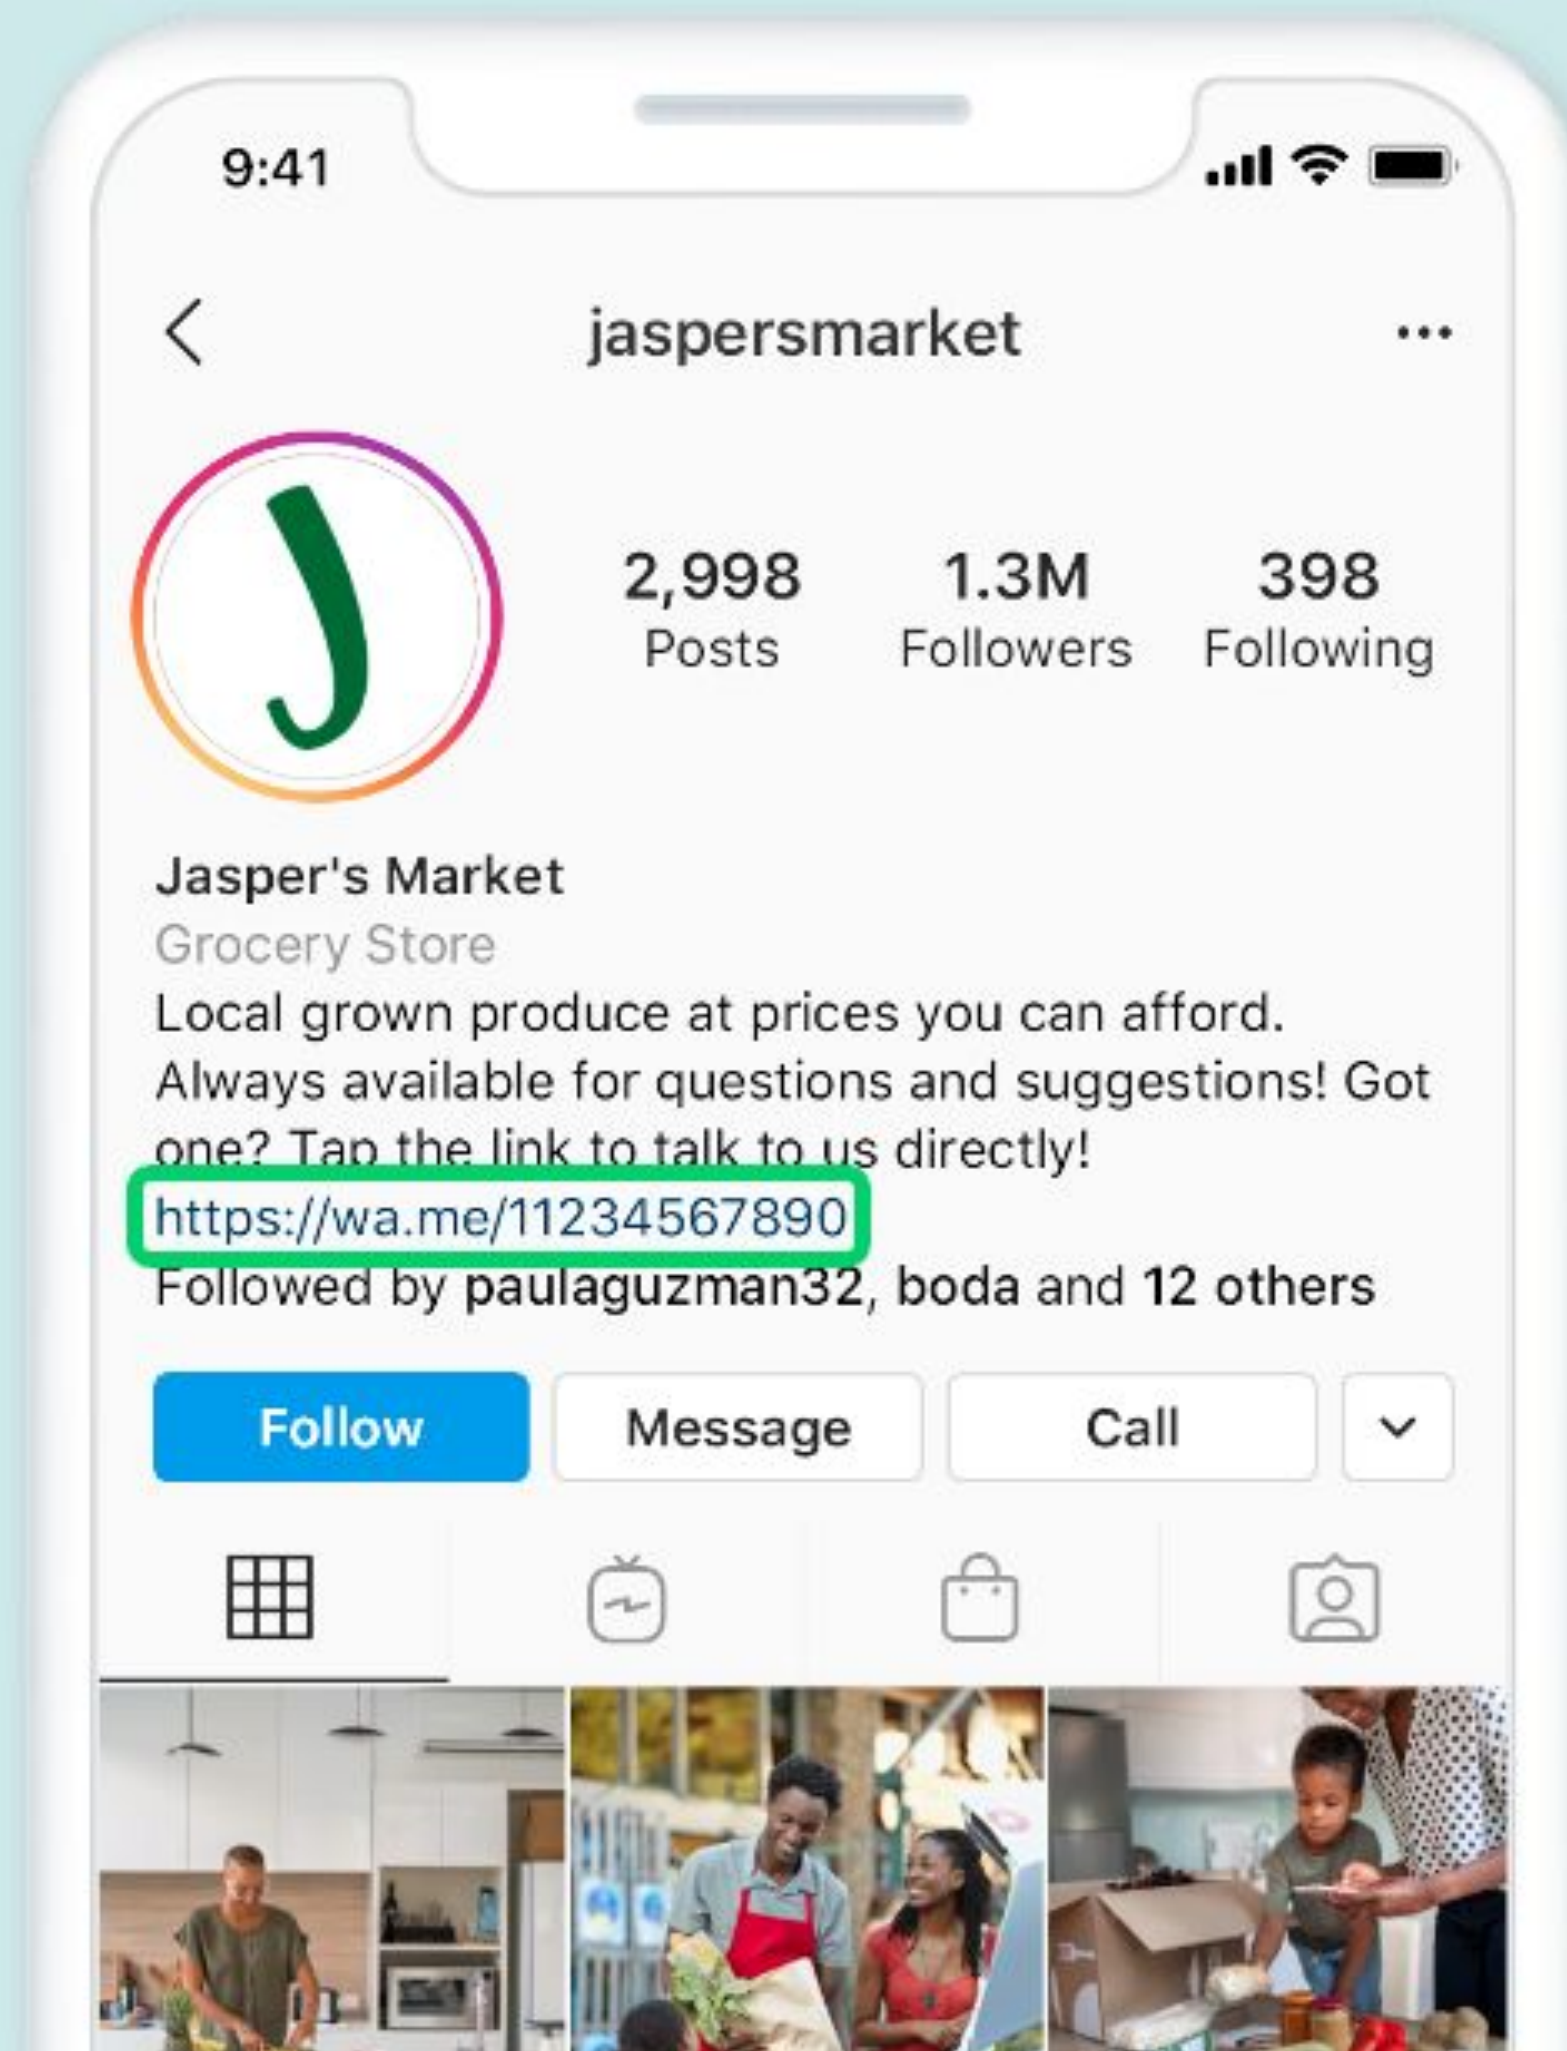 9:41
jaspersmarket
J
2,998 1.3M 398
Posts Followers Following
Jasper's Market
Grocery Store
Local grown produce at prices you can afford.
Always available for questions and suggestions! Got
one? Tap the link to talk to us directly!
https://wa.me/11234567890
Followed by paulaguzman32, boda and 12 others
Follow Message Call